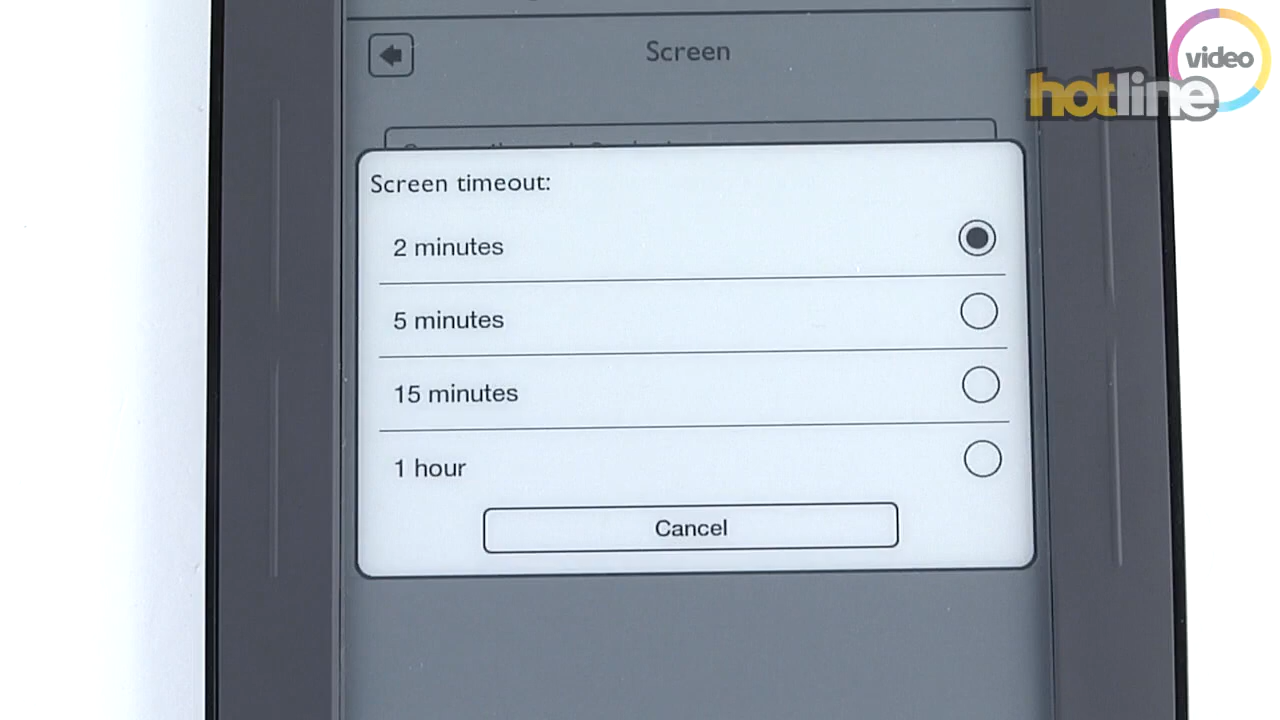 Screen
video
hotline
Screen timeout:
2 minutes
5 minutes
15 minutes
1 hour
Cancel